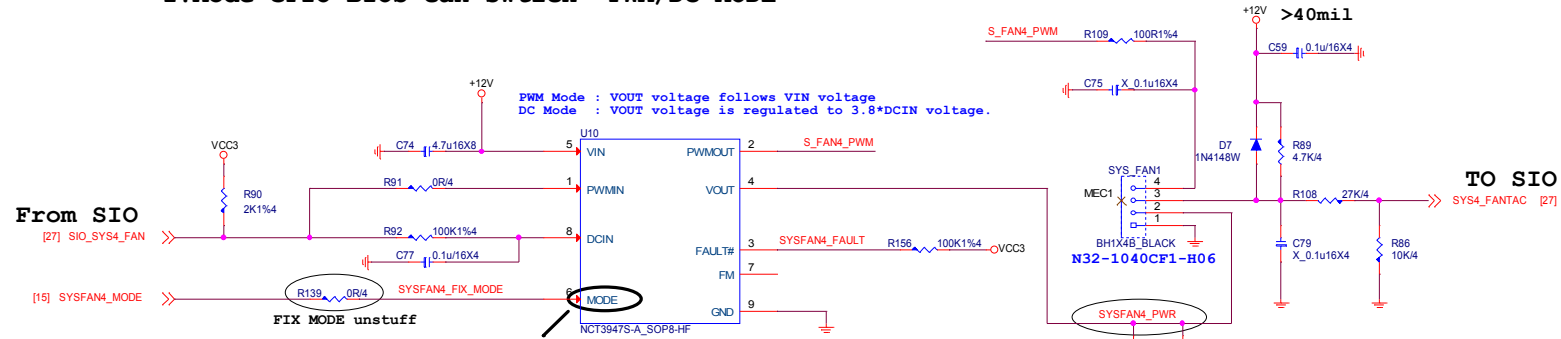 +12V >40mil
S_FAN4_PWM R109 100R1%4
C59 0.1u/16X4
+12V
C75 X_0.1u16X4
PWM Mode : VOUT voltage follows VIN voltage
DC Mode : VOUT voltage is regulated to 3.8*DCIN voltage.
U10
VCC3
C74 4.7u16X8 5 VIN PWMOUT 2 S_FAN4_PWM
D7
1N4148W
R89
4.7K/4
SYS_FAN1
R91 0R/4 1 PWMIN VOUT 4
R90
2K1%4
MEC1 4
3
2
1
R108 27K/4
TO SIO
SYS4_FANTAC [27]
From SIO
[27] SIO_SYS4_FAN
R92 100K1%4 8 DCIN
FAULT# 3 SYSFAN4_FAULT R156 100K1%4 VCC3
BH1X4B_BLACK
N32-1040CF1-H06
C79
X_0.1u16X4
R86
10K/4
C77 0.1u/16X4
FM 7
[15] SYSFAN4_MODE R139 0R/4 SYSFAN4_FIX_MODE 6 MODE
GND 9
SYSFAN4_PWR
FIX MODE unstuff
NCT3947S-A_SOP8-HF